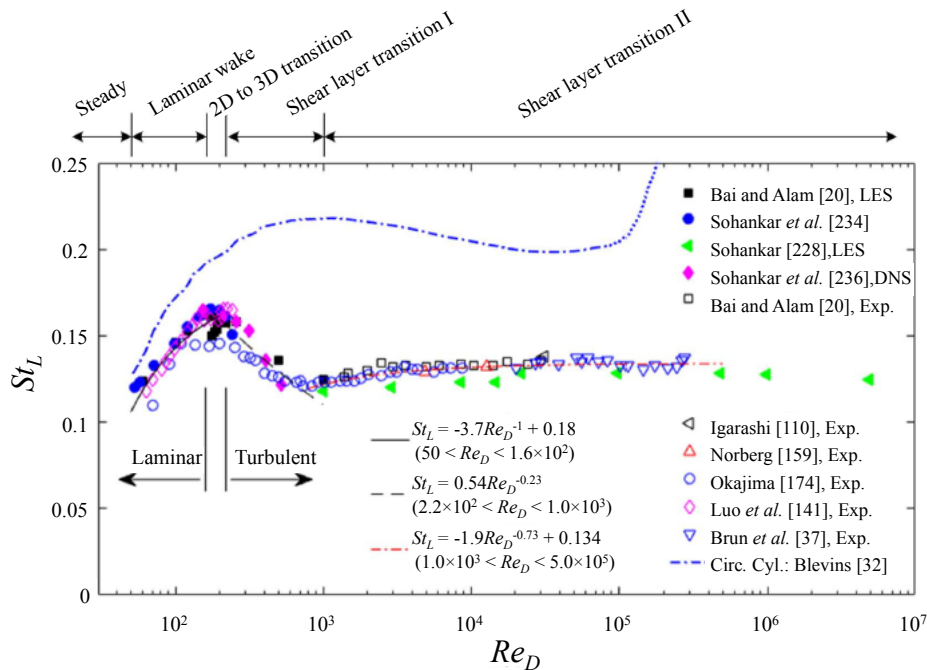 Steady
Laminar wake
2D to 3D transition
Shear layer transition I
Shear layer transition II
0.25
0.2
0.15
0.1
0.05
0
St_L
Bai and Alam [20], LES
Sohankar et al. [234]
Sohankar [228],LES
Sohankar et al. [236],DNS
Bai and Alam [20], Exp.
Laminar
Turbulent
St_L = -3.7Re_D^-1 + 0.18
(50 < Re_D < 1.6×10^2)
St_L = 0.54Re_D^-0.23
(2.2×10^2 < Re_D < 1.0×10^3)
St_L = -1.9Re_D^-0.73 + 0.134
(1.0×10^3 < Re_D < 5.0×10^5)
Igarashi [110], Exp.
Norberg [159], Exp.
Okajima [174], Exp.
Luo et al. [141], Exp.
Brun et al. [37], Exp.
Circ. Cyl.: Blevins [32]
10^2 10^3 10^4 10^5 10^6 10^7
Re_D